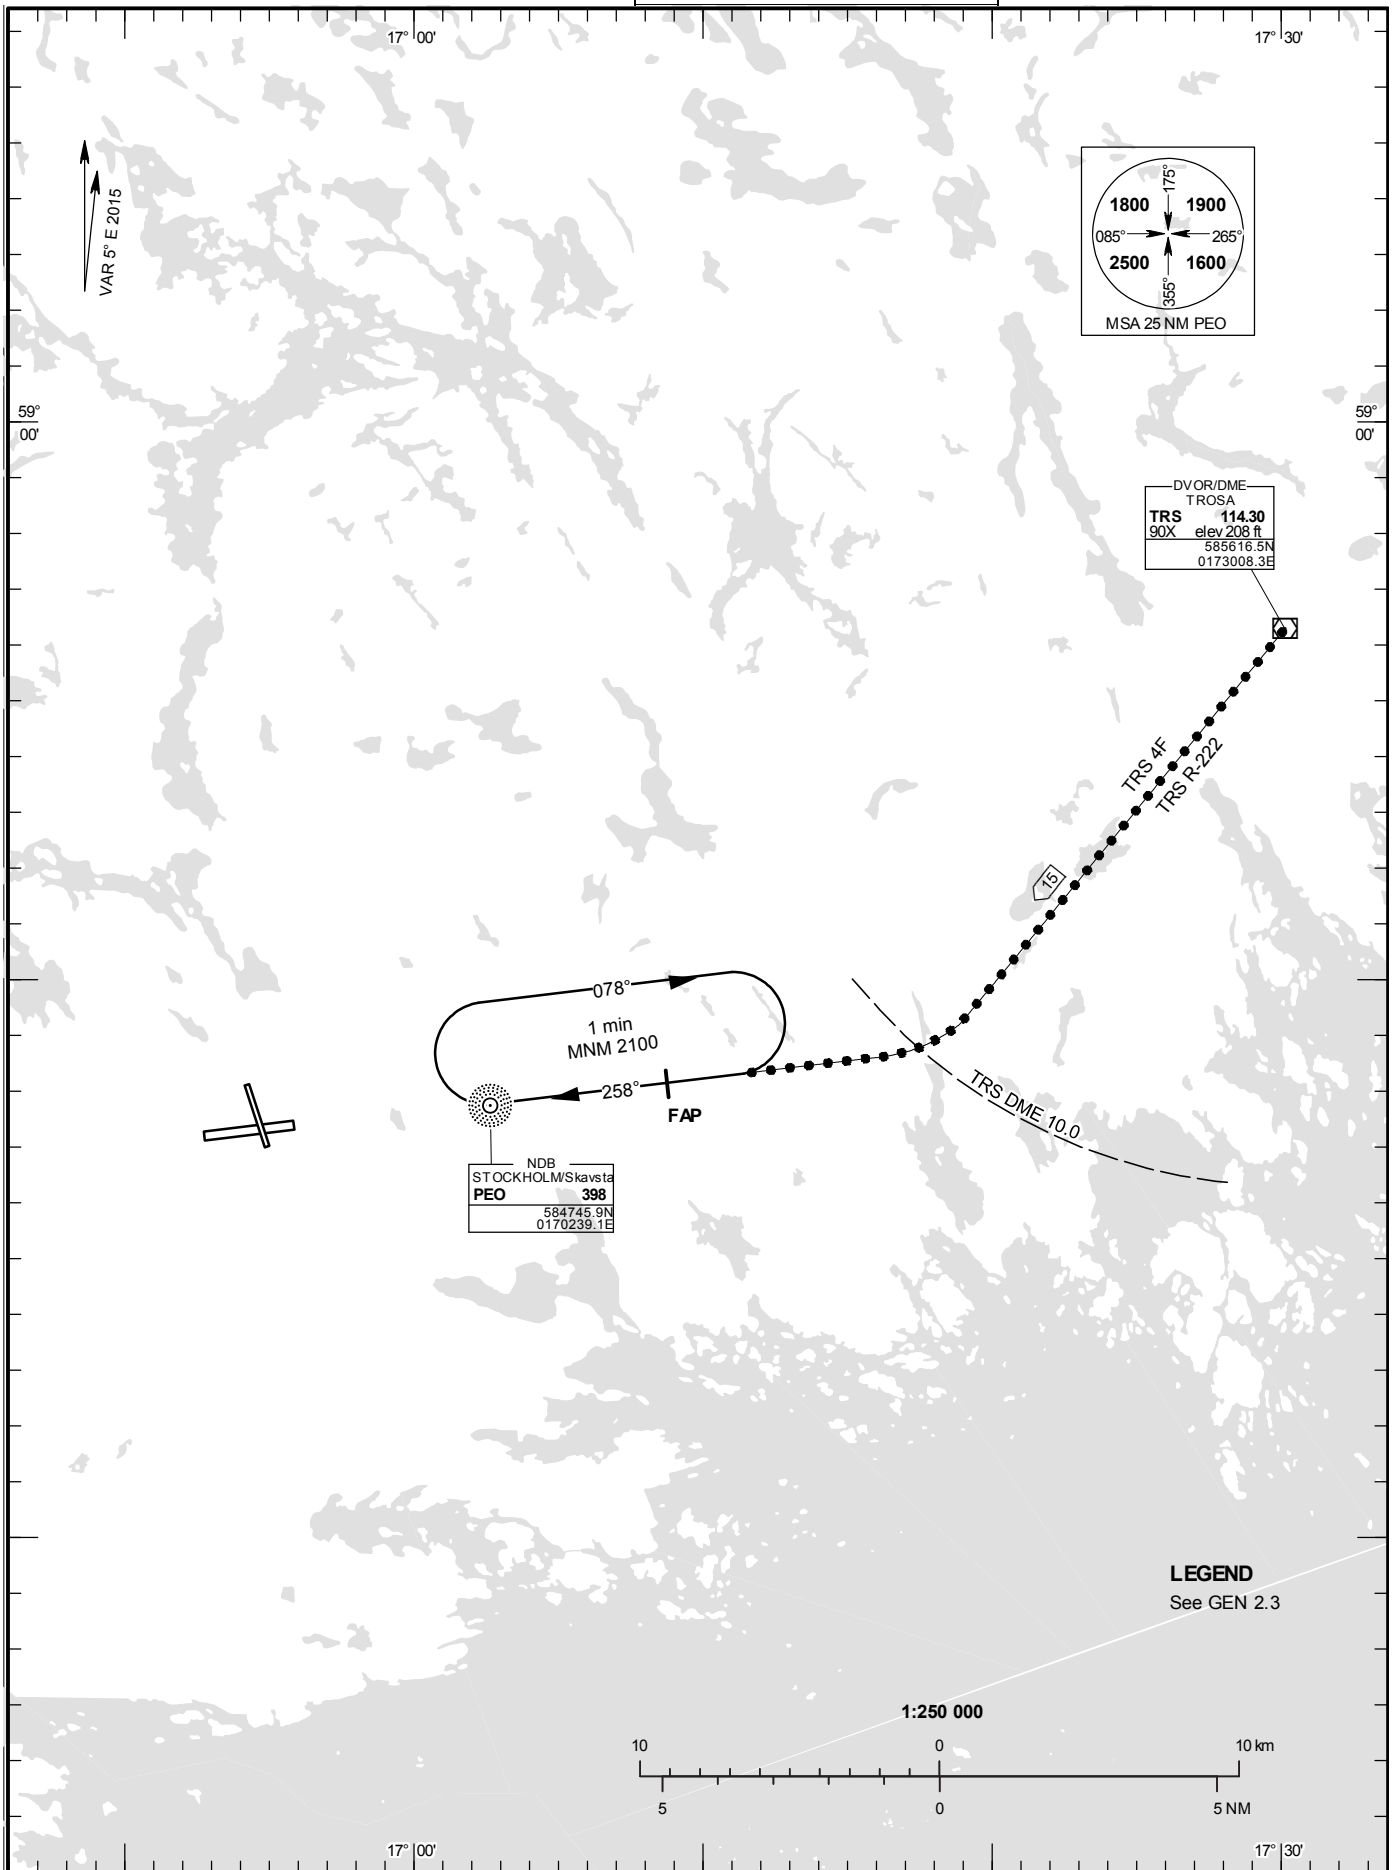 17° 00'
17° 30'
VAR 5° E 2015
175°
1800
1900
085°
265°
2500
1600
355°
MSA 25 NM PEO
59°
00'
59°
00'
DVOR/DME
TROSA
TRS 114.30
90X elev 208 ft
585616.5N
0173008.3E
TRS 4F
TRS R-222
15
078°
1 min
MNM 2100
258°
FAP
TRS DME 10.0
NDB
STOCKHOLM/Skavsta
PEO 398
584745.9N
0170239.1E
LEGEND
See GEN 2.3
1:250 000
10 0 10 km
5 0 5 NM
17° 00'
17° 30'